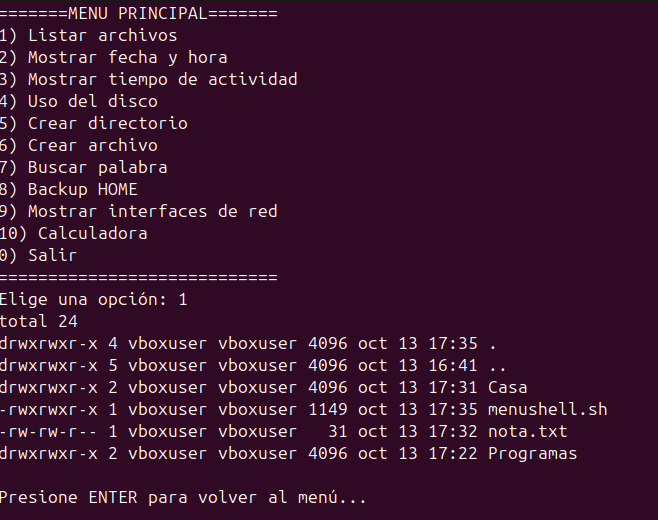 =======MENU PRINCIPAL=======
1) Listar archivos
2) Mostrar fecha y hora
3) Mostrar tiempo de actividad
4) Uso del disco
5) Crear directorio
6) Crear archivo
7) Buscar palabra
8) Backup HOME
9) Mostrar interfaces de red
10) Calculadora
0) Salir
============================
Elige una opción: 1
total 24
drwxrwxr-x 4 vboxuser vboxuser 4096 oct 13 17:35 .
drwxrwxr-x 5 vboxuser vboxuser 4096 oct 13 16:41 ..
drwxrwxr-x 2 vboxuser vboxuser 4096 oct 13 17:31 Casa
-rwxrwxr-x 1 vboxuser vboxuser 1149 oct 13 17:35 menushell.sh
-rw-rw-r-- 1 vboxuser vboxuser   31 oct 13 17:32 nota.txt
drwxrwxr-x 2 vboxuser vboxuser 4096 oct 13 17:22 Programas
Presione ENTER para volver al menú...